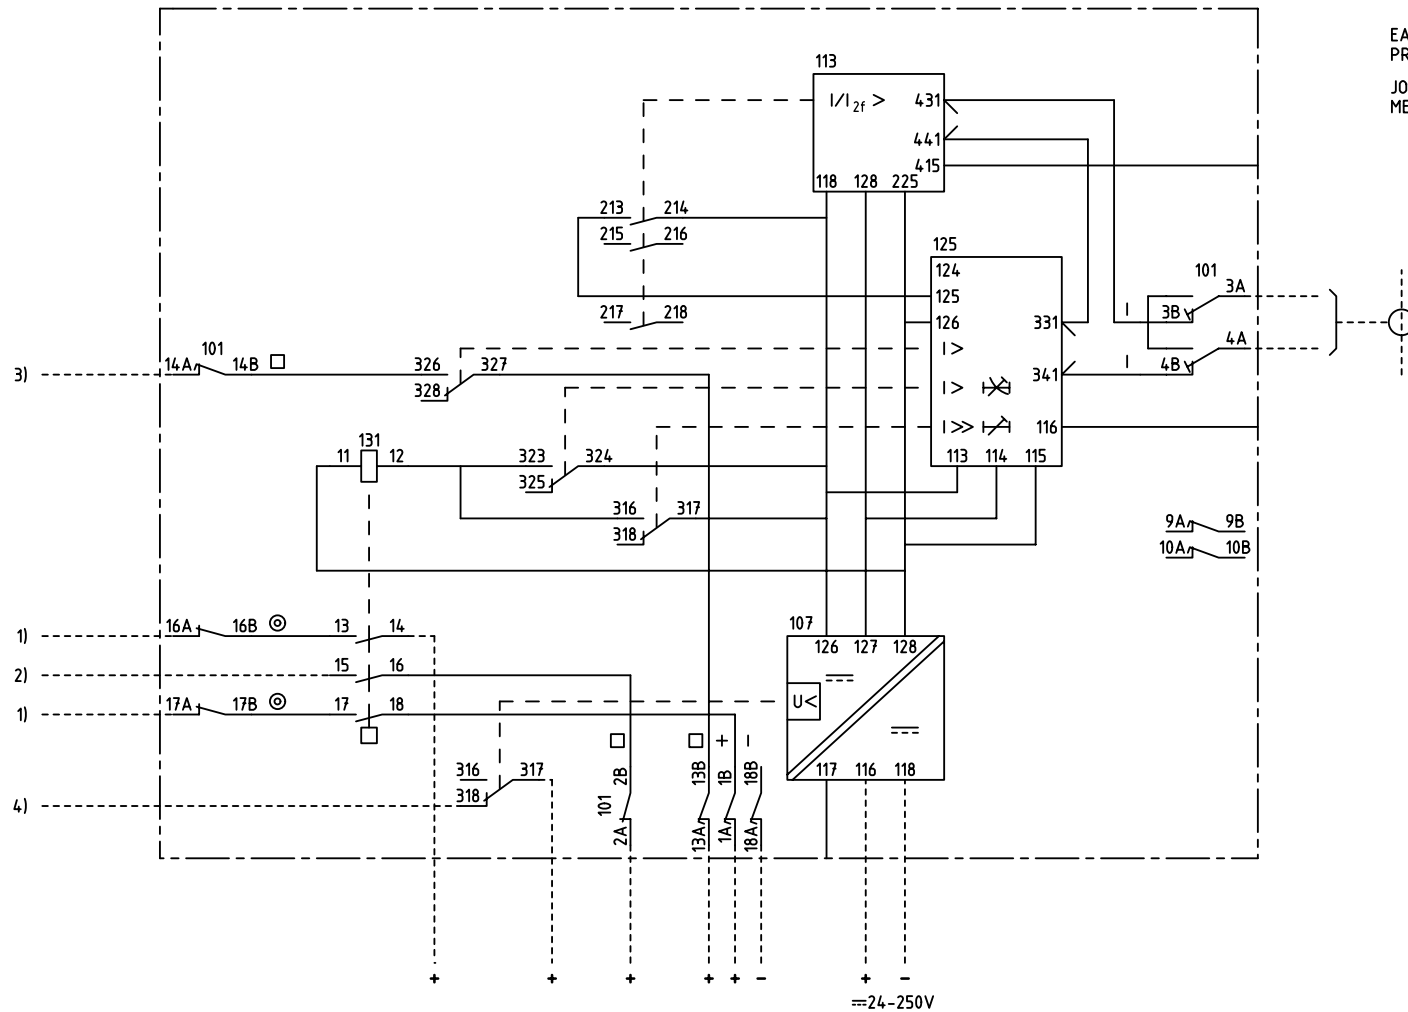 EA
PR
JO
ME
113
I/I2f > 431
441
415
118 128 225
213 214
215 216
217 218
125
124
125
126
331
I>
341
I>
I>>
116
113 114 115
101
3A
3B
4A
4B
101
3) 14A 14B 326 327
328
131
11 12
323 324
325
316 317
318
9A 9B
10A 10B
1) 16A 16B 13 14
2) 15 16
1) 17A 17B 17 18
107
126 127 128
U<
117 116 118
316 317
318
4)
101
2B
2A
13B
13A
+
1B
1A
−
18B
18A
+ + + + + − + −
24-250V